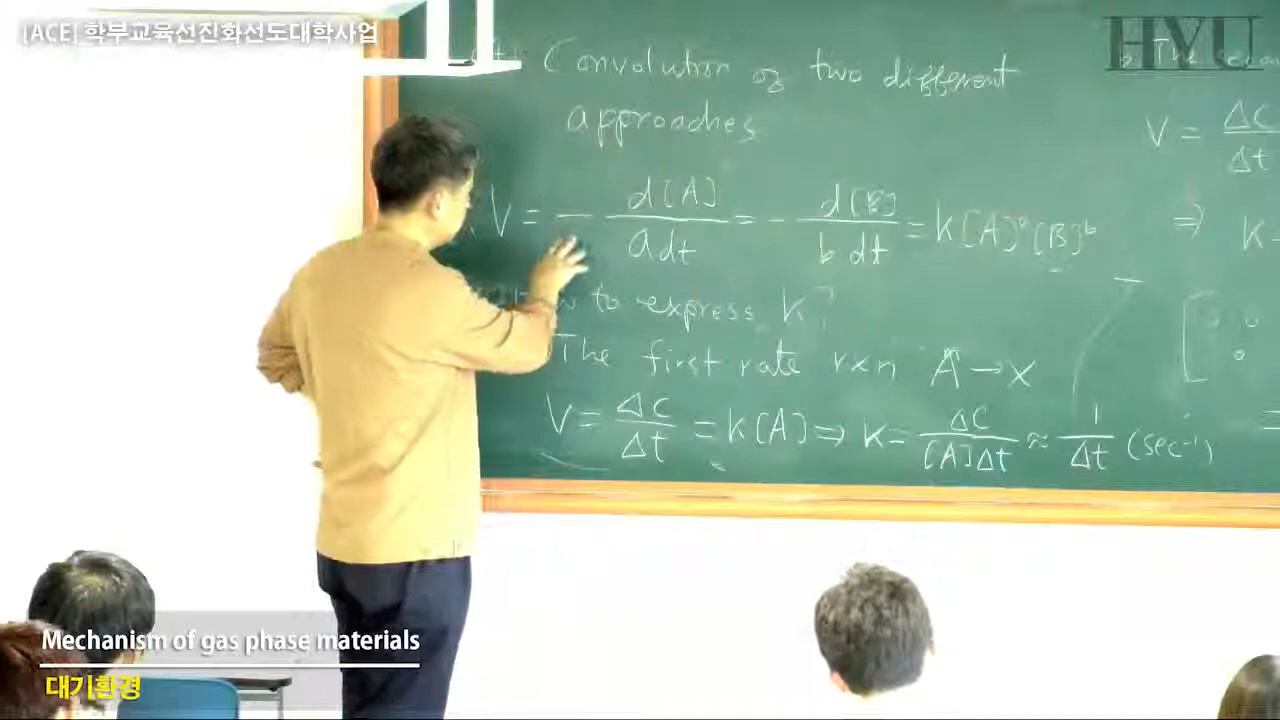 [ACE] 학부교육선진화선도대학사업
HYU
Convolution of two different
approaches
V = - d[A]/adt = - d[B]/b dt = k[A]ᵃ[B]ᵇ
to express k?
The first rate rxn A → X
V = ΔC/Δt = k[A] ⇒ k = ΔC/[A]Δt ≈ 1/Δt (sec⁻¹)
The
V = ΔC/Δt
⇒ k =
Mechanism of gas phase materials
대기환경